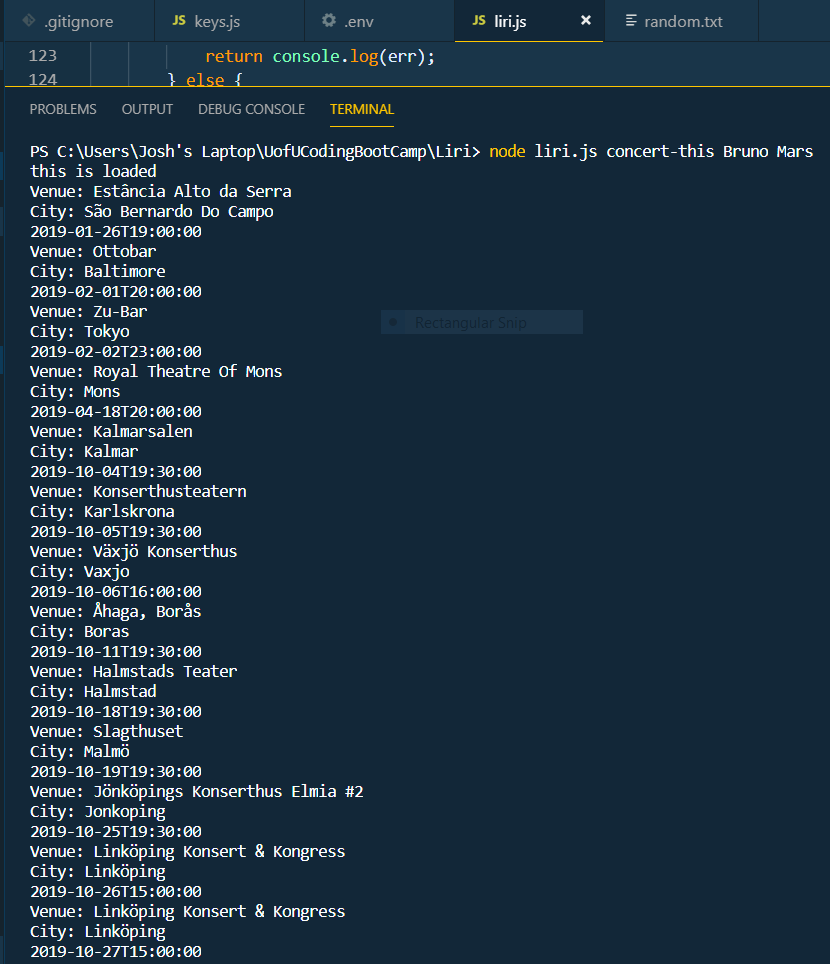 .gitignore JS keys.js .env JS liri.js × random.txt
123 return console.log(err);
124 } else {
PROBLEMS OUTPUT DEBUG CONSOLE TERMINAL
PS C:\Users\Josh's Laptop\UofUCodingBootCamp\Liri> node liri.js concert-this Bruno Mars
this is loaded
Venue: Estância Alto da Serra
City: São Bernardo Do Campo
2019-01-26T19:00:00
Venue: Ottobar
City: Baltimore
2019-02-01T20:00:00
Venue: Zu-Bar
Rectangular Snip
City: Tokyo
2019-02-02T23:00:00
Venue: Royal Theatre Of Mons
City: Mons
2019-04-18T20:00:00
Venue: Kalmarsalen
City: Kalmar
2019-10-04T19:30:00
Venue: Konserthusteatern
City: Karlskrona
2019-10-05T19:30:00
Venue: Växjö Konserthus
City: Vaxjo
2019-10-06T16:00:00
Venue: Åhaga, Borås
City: Boras
2019-10-11T19:30:00
Venue: Halmstads Teater
City: Halmstad
2019-10-18T19:30:00
Venue: Slagthuset
City: Malmö
2019-10-19T19:30:00
Venue: Jönköpings Konserthus Elmia #2
City: Jonkoping
2019-10-25T19:30:00
Venue: Linköping Konsert & Kongress
City: Linköping
2019-10-26T15:00:00
Venue: Linköping Konsert & Kongress
City: Linköping
2019-10-27T15:00:00